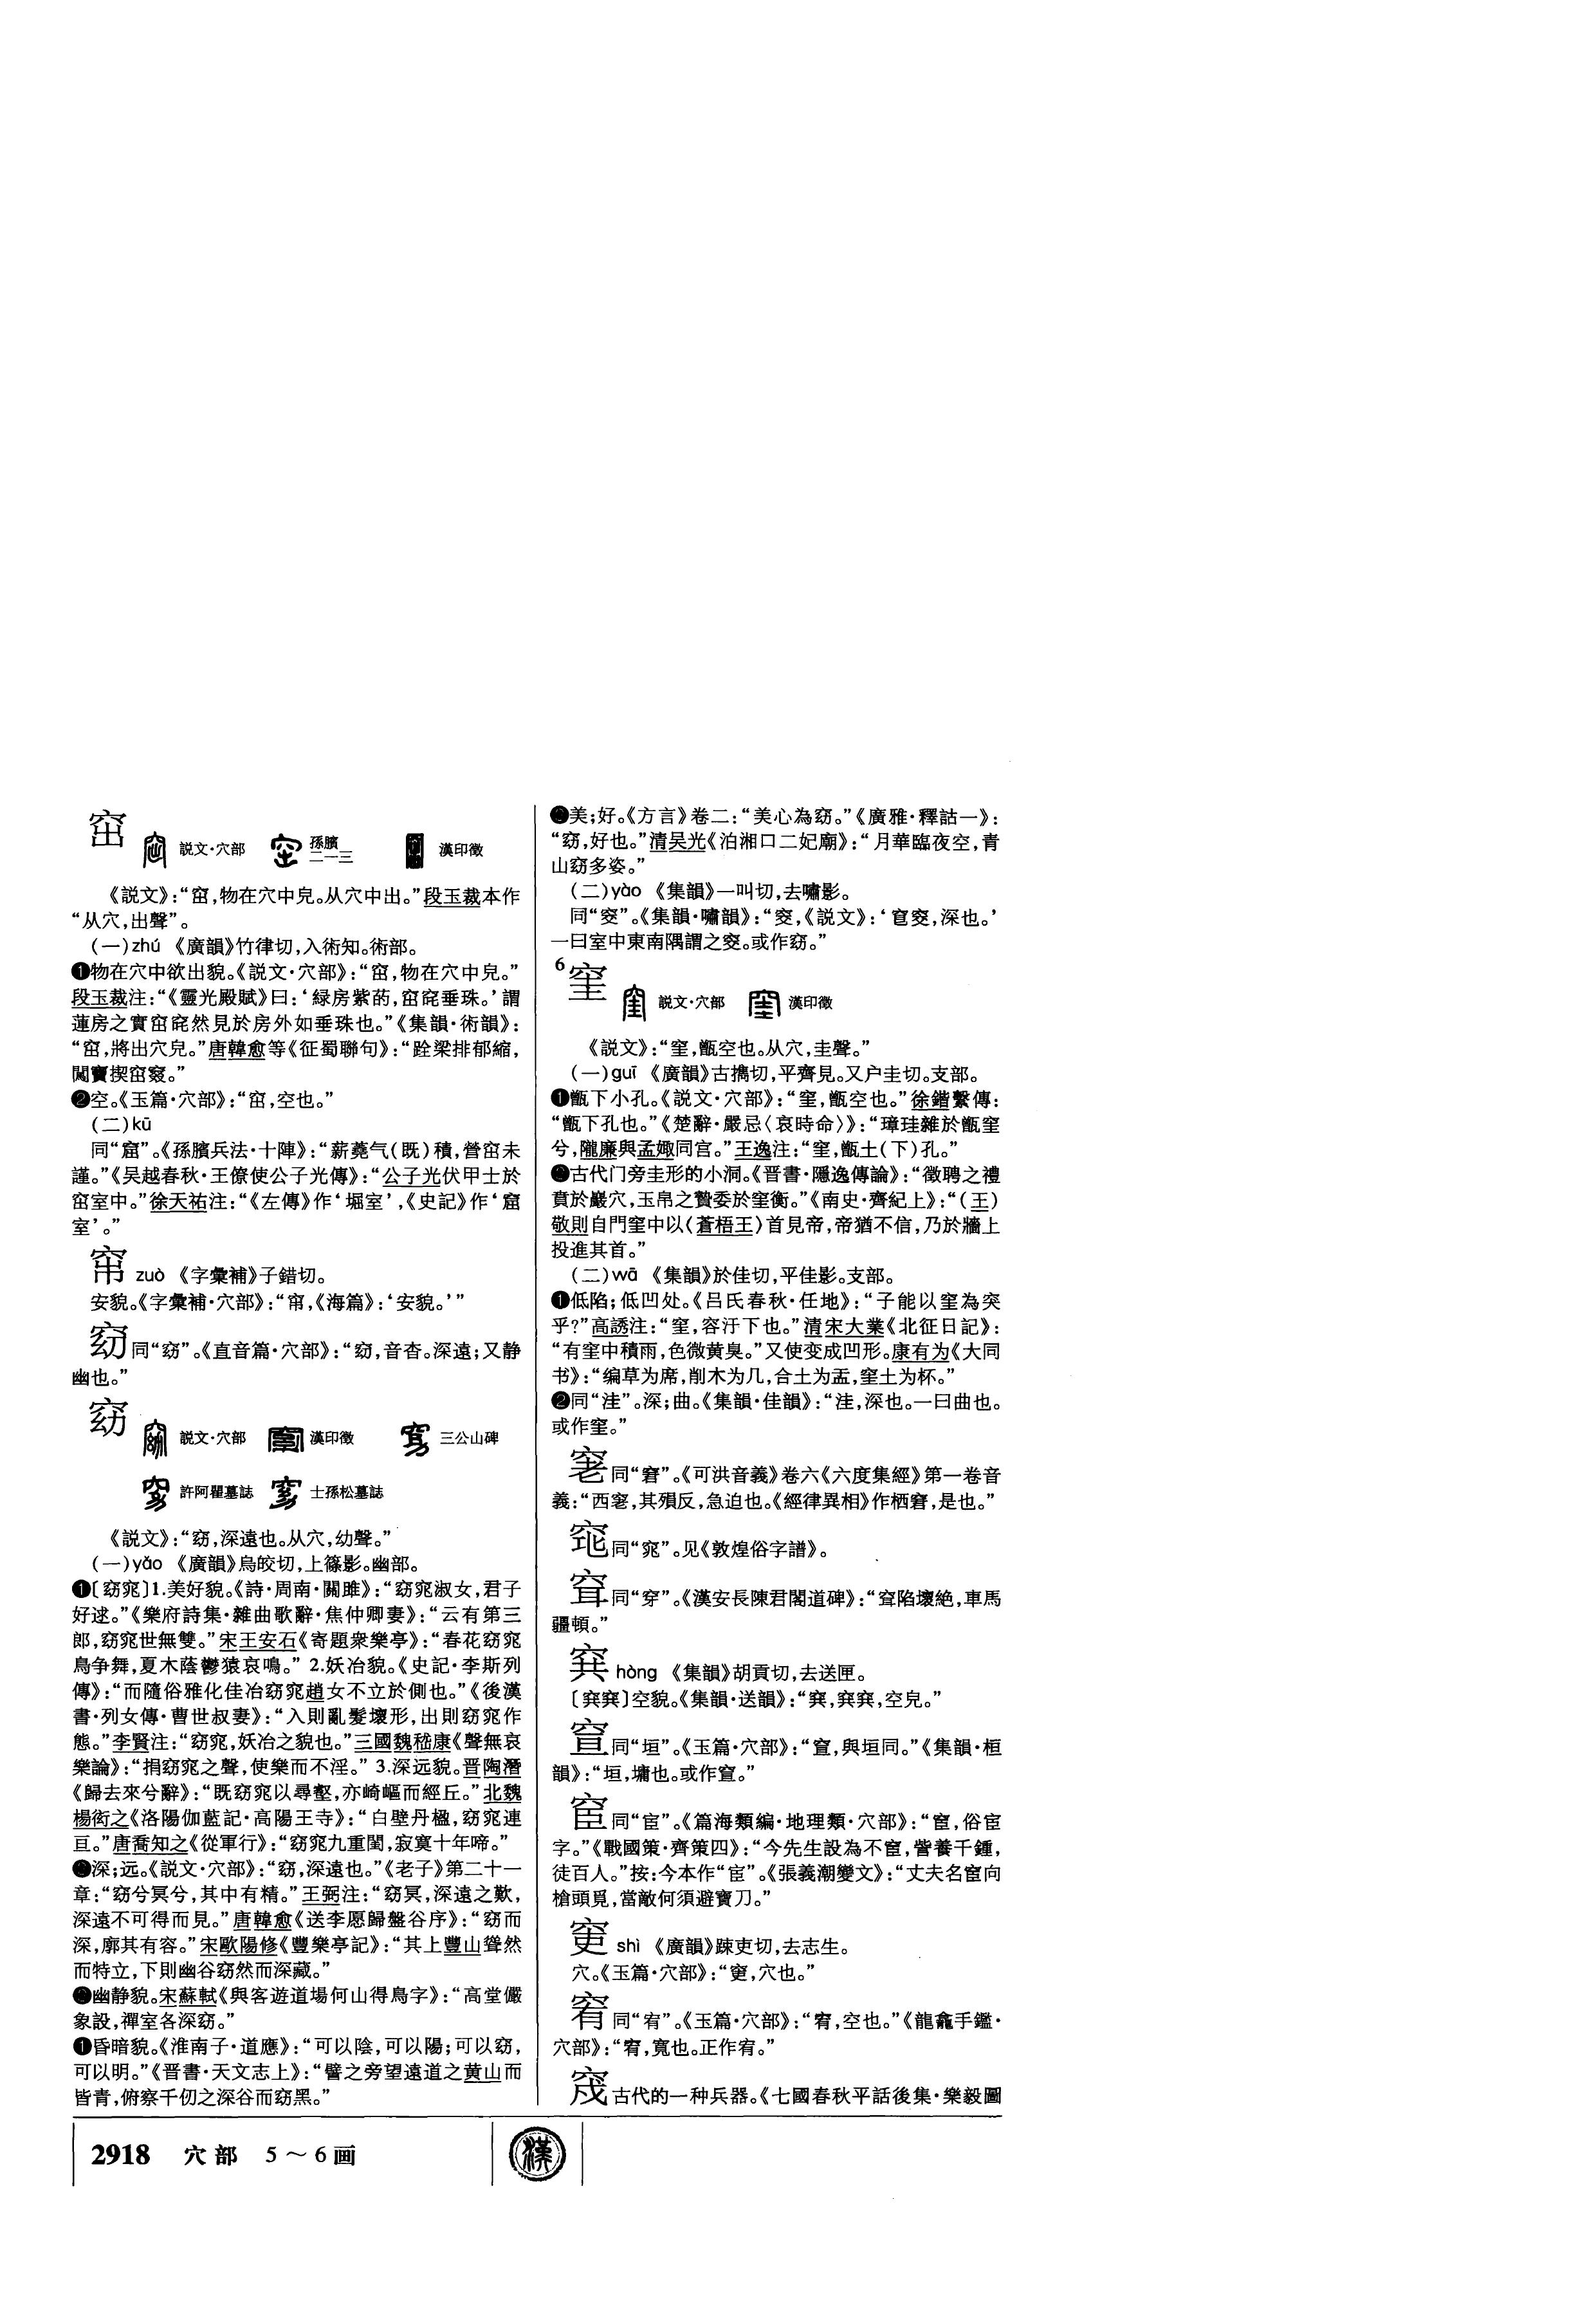 窋
説文·穴部 孫臏二一三 漢印徵
《説文》:“窋,物在穴中皃。从穴中出。”段玉裁本作
“从穴,出聲”。
(一)zhú 《廣韻》竹律切,入術知。術部。
❶物在穴中欲出貌。《説文·穴部》:“窋,物在穴中皃。”
段玉裁注:“《靈光殿賦》曰:‘緑房紫菂,窋窀垂珠。’謂
蓮房之實窋窀然見於房外如垂珠也。”《集韻·術韻》:
“窋,將出穴皃。”唐韓愈等《征蜀聯句》:“跧梁排郁縮,
闖竇揳窋窡。”
❷空。《玉篇·穴部》:“窋,空也。”
(二)kū
同“窟”。《孫臏兵法·十陣》:“薪蕘气(既)積,營窋未
謹。”《吴越春秋·王僚使公子光傳》:“公子光伏甲士於
窋室中。”徐天祐注:“《左傳》作‘堀室’,《史記》作‘窟
室’。”
zuò 《字彙補》子錯切。
安貌。《字彙補·穴部》:“,《海篇》:‘安貌。’”
窃同“窈”。《直音篇·穴部》:“,音杳。深遠;又静
幽也。”
窈
説文·穴部 漢印徵 三公山碑
許阿瞿墓誌 士孫松墓誌
《説文》:“窈,深遠也。从穴,幼聲。”
(一)yǎo 《廣韻》烏皎切,上篠影。幽部。
❶〔窈窕〕1.美好貌。《詩·周南·關雎》:“窈窕淑女,君子
好逑。”《樂府詩集·雜曲歌辭·焦仲卿妻》:“云有第三
郎,窈窕世無雙。”宋王安石《寄題衆樂亭》:“春花窈窕
鳥争舞,夏木蔭鬱猿哀鳴。” 2.妖冶貌。《史記·李斯列
傳》:“而隨俗雅化佳冶窈窕趙女不立於側也。”《後漢
書·列女傳·曹世叔妻》:“入則亂髮壞形,出則窈窕作
態。”李賢注:“窈窕,妖冶之貌也。”三國魏嵇康《聲無哀
樂論》:“捐窈窕之聲,使樂而不淫。” 3.深远貌。晋陶潛
《歸去來兮辭》:“既窈窕以尋壑,亦崎嶇而經丘。”北魏
楊衒之《洛陽伽藍記·高陽王寺》:“白壁丹楹,窈窕連
亘。”唐喬知之《從軍行》:“窈窕九重閨,寂寞十年啼。”
❷深;远。《説文·穴部》:“窈,深遠也。”《老子》第二十一
章:“窈兮冥兮,其中有精。”王弼注:“窈冥,深遠之歎,
深遠不可得而見。”唐韓愈《送李愿歸盤谷序》:“窈而
深,廓其有容。”宋歐陽修《豐樂亭記》:“其上豐山聳然
而特立,下則幽谷窈然而深藏。”
❸幽静貌。宋蘇軾《與客遊道場何山得鳥字》:“高堂儼
象設,禪室各深窈。”
❹昏暗貌。《淮南子·道應》:“可以陰,可以陽;可以窈,
可以明。”《晋書·天文志上》:“譬之旁望遠道之黄山而
皆青,俯察千仞之深谷而窈黑。”
❺美;好。《方言》卷二:“美心為窈。”《廣雅·釋詁一》:
“窈,好也。”清吴光《泊湘口二妃廟》:“月華臨夜空,青
山窈多姿。”
(二)yào 《集韻》一叫切,去嘯影。
同“窔”。《集韻·嘯韻》:“窔,《説文》:‘窅窔,深也。’
一曰室中東南隅謂之窔。或作窈。”
6 窐
説文·穴部 漢印徵
《説文》:“窐,甑空也。从穴,圭聲。”
(一)guī 《廣韻》古攜切,平齊見。又户圭切。支部。
❶甑下小孔。《説文·穴部》:“窐,甑空也。”徐鍇繫傳:
“甑下孔也。”《楚辭·嚴忌〈哀時命〉》:“璋珪雜於甑窐
兮,隴廉與孟娵同宫。”王逸注:“窐,甑土(下)孔。”
❷古代门旁圭形的小洞。《晋書·隱逸傳論》:“徵聘之禮
賁於巖穴,玉帛之贄委於窐衡。”《南史·齊紀上》:“(王)
敬則自門窐中以〈蒼梧王〉首見帝,帝猶不信,乃於牆上
投進其首。”
(二)wā 《集韻》於佳切,平佳影。支部。
❶低陷;低凹处。《吕氏春秋·任地》:“子能以窐為突
乎?”高誘注:“窐,容汙下也。”清宋大業《北征日記》:
“有窐中積雨,色微黄臭。”又使变成凹形。康有为《大同
书》:“编草为席,削木为几,合土为盂,窐土为杯。”
❷同“洼”。深;曲。《集韻·佳韻》:“洼,深也。一曰曲也。
或作窐。”
同“窘”。《可洪音義》卷六《六度集經》第一卷音
義:“西,其殞反,急迫也。《經律異相》作栖窘,是也。”
同“窕”。见《敦煌俗字譜》。
同“穿”。《漢安長陳君閣道碑》:“陷壞絶,車馬
疆頓。”
hòng 《集韻》胡貢切,去送匣。
〔〕空貌。《集韻·送韻》:“,空皃。”
同“垣”。《玉篇·穴部》:“,與垣同。”《集韻·桓
韻》:“垣,墉也。或作。”
同“宦”。《篇海類編·地理類·穴部》:“,俗宦
字。”《戰國策·齊策四》:“今先生設為不,訾養千鍾,
徒百人。”按:今本作“宦”。《張義潮變文》:“丈夫名向
槍頭覓,當敵何須避寶刀。”
shì 《廣韻》踈吏切,去志生。
穴。《玉篇·穴部》:“,穴也。”
同“宥”。《玉篇·穴部》:“,空也。”《龍龕手鑑·
穴部》:“,寬也。正作宥。”
古代的一种兵器。《七國春秋平話後集·樂毅圖
2918 穴部 5～6画
漢